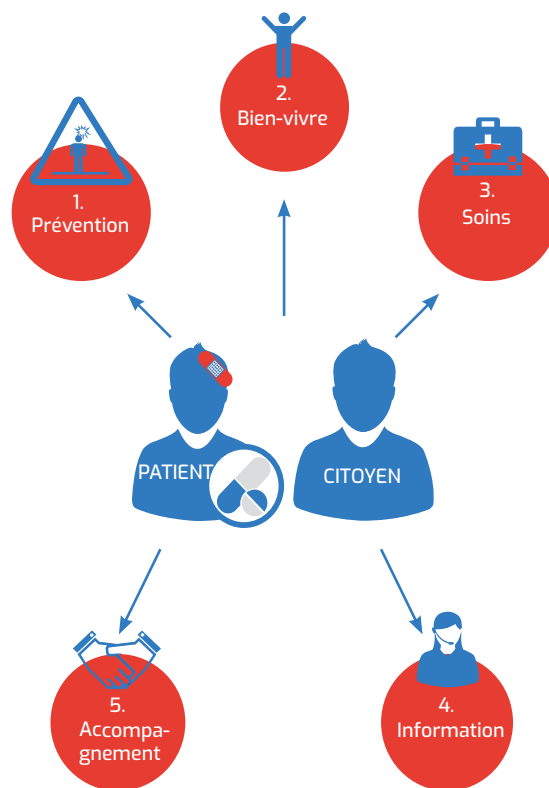 2.
Bien-vivre
1.
Prévention
3.
Soins
PATIENT
CITOYEN
5.
Accompa-
gnement
4.
Information